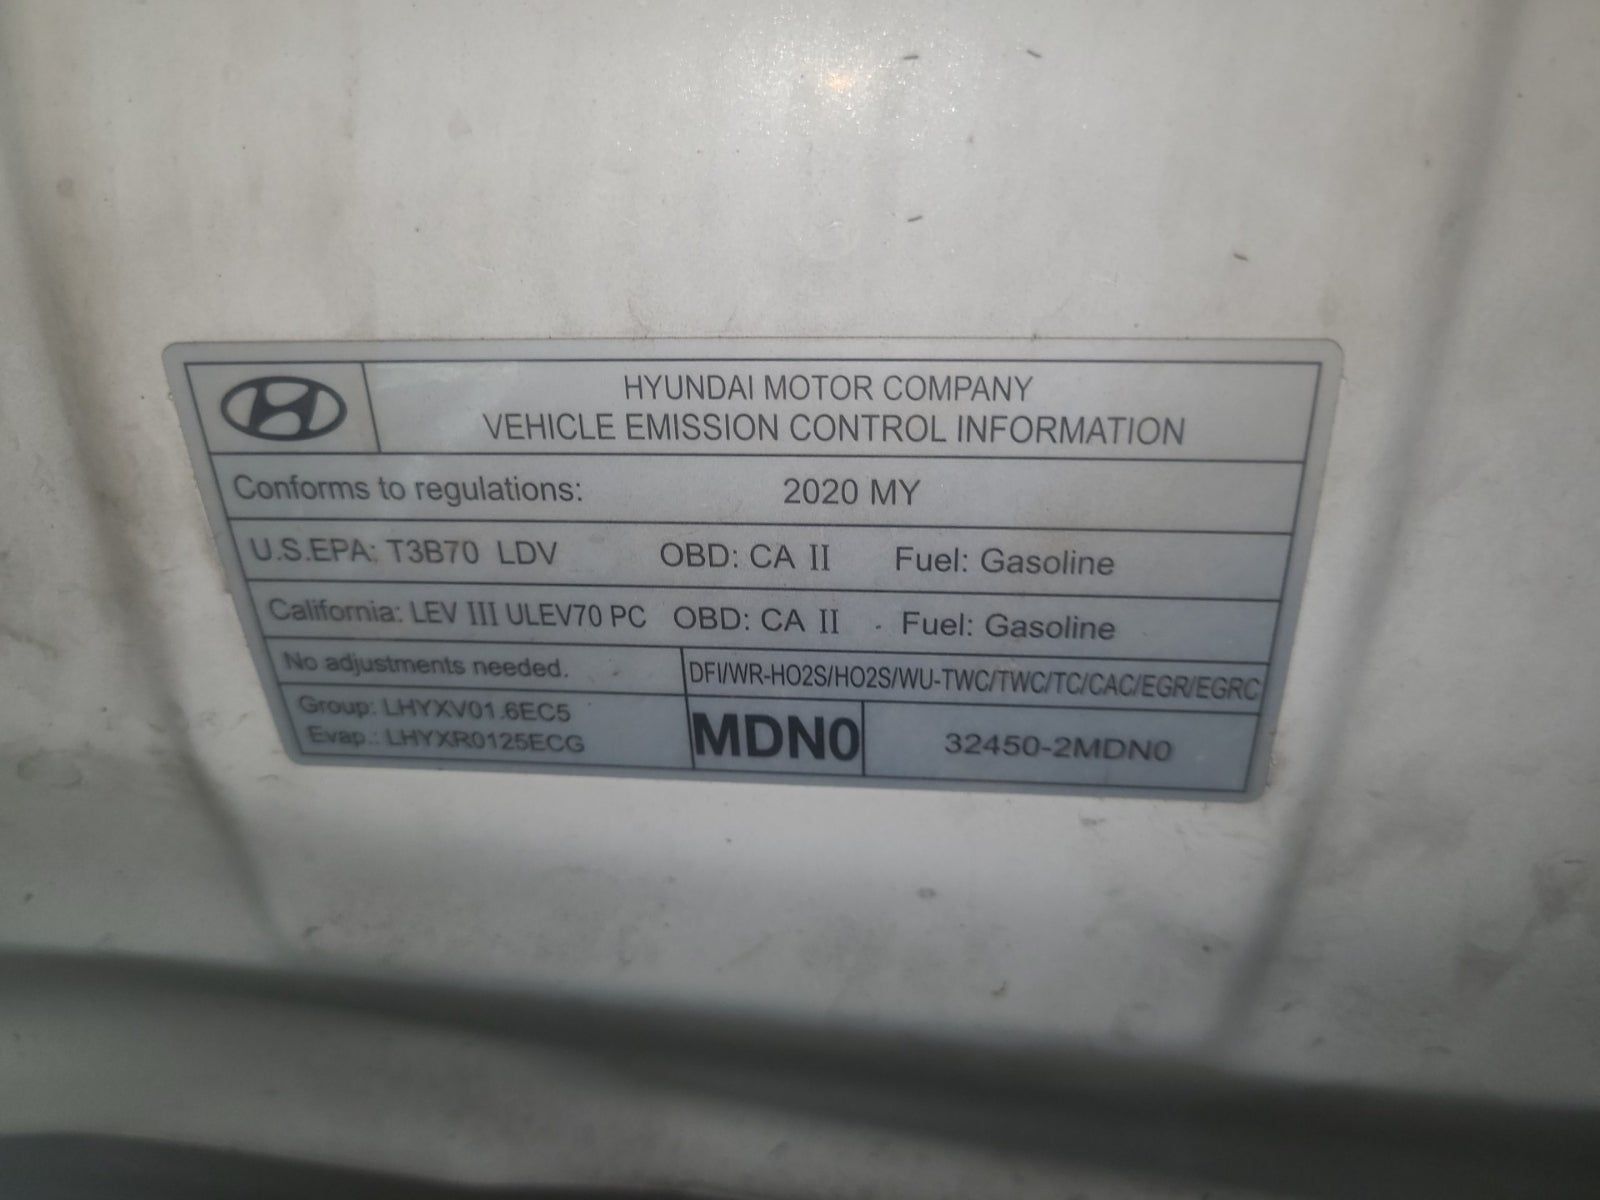 HYUNDAI MOTOR COMPANY
VEHICLE EMISSION CONTROL INFORMATION
Conforms to regulations: 2020 MY
U.S.EPA: T3B70 LDV OBD: CA II Fuel: Gasoline
California: LEV III ULEV70 PC OBD: CA II Fuel: Gasoline
No adjustments needed. DFI/WR-HO2S/HO2S/WU-TWC/TWC/TC/CAC/EGR/EGRC
Group: LHYXV01.6EC5
Evap.: LHYXR0125ECG
MDN0 32450-2MDN0